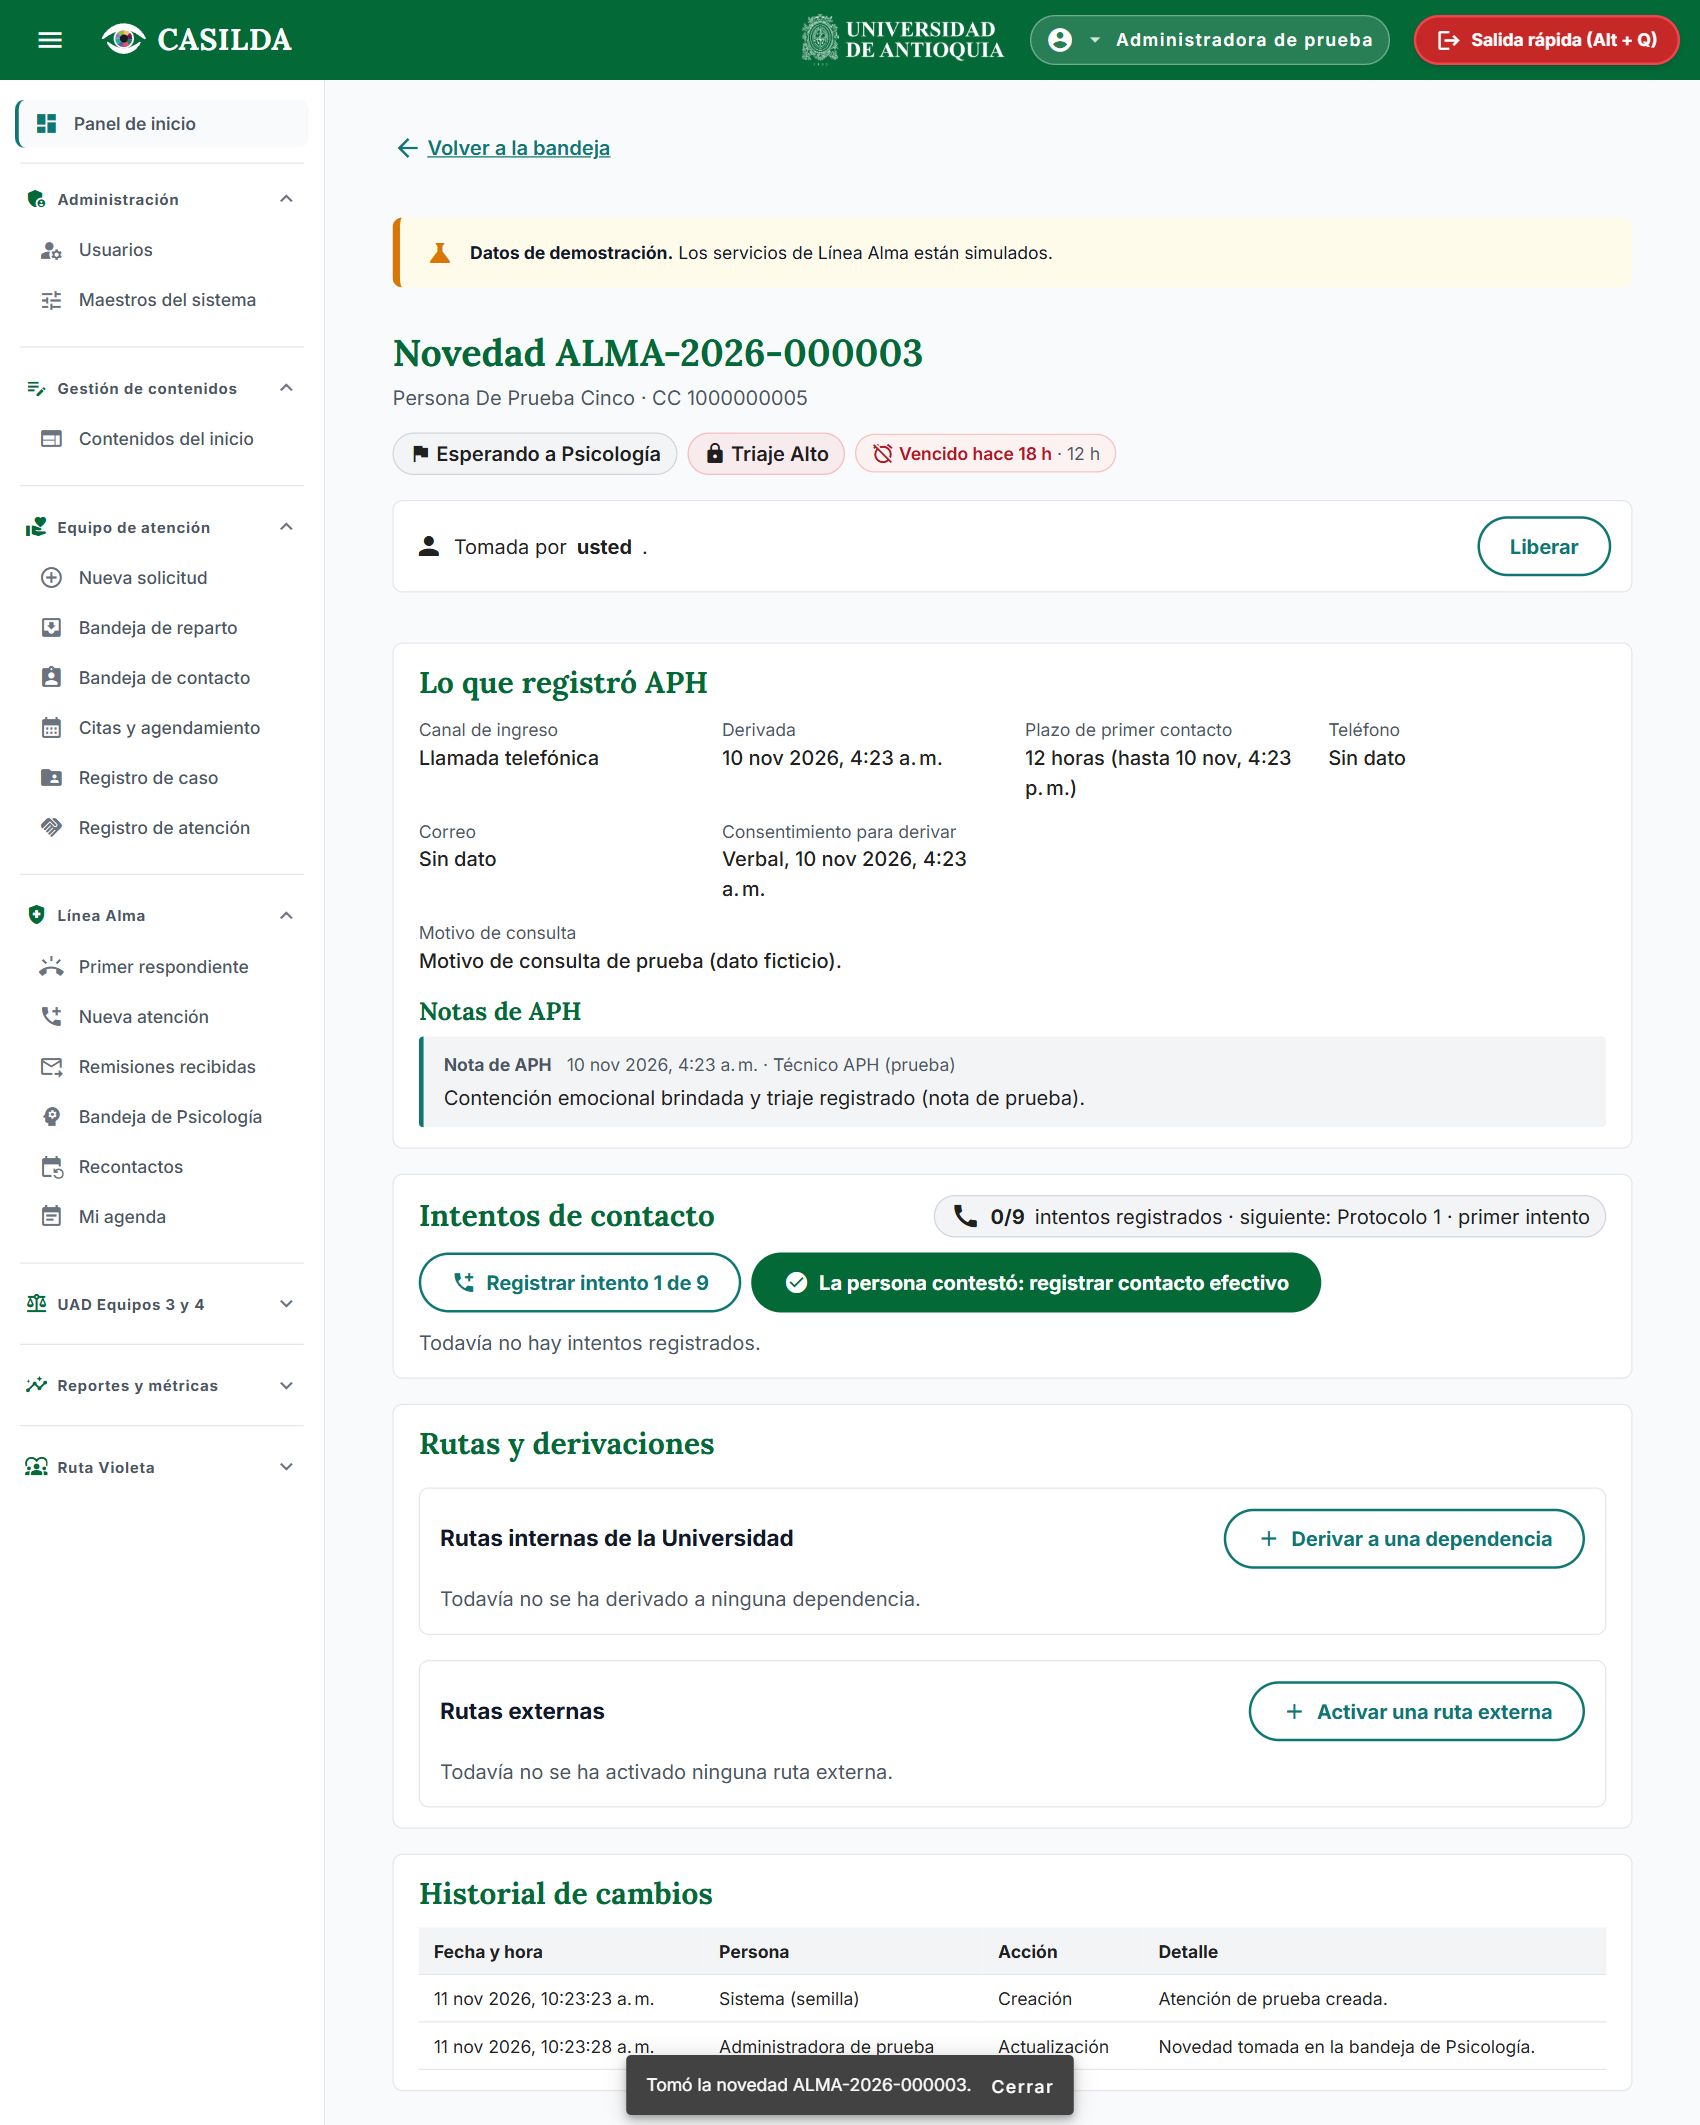 CASILDA
UNIVERSIDAD
DE ANTIOQUIA
1803
Administradora de prueba
Salida rápida (Alt + Q)
Panel de inicio
Administración
Usuarios
Maestros del sistema
Gestión de contenidos
Contenidos del inicio
Equipo de atención
Nueva solicitud
Bandeja de reparto
Bandeja de contacto
Citas y agendamiento
Registro de caso
Registro de atención
Línea Alma
Primer respondiente
Nueva atención
Remisiones recibidas
Bandeja de Psicología
Recontactos
Mi agenda
UAD Equipos 3 y 4
Reportes y métricas
Ruta Violeta
Volver a la bandeja
Datos de demostración. Los servicios de Línea Alma están simulados.
Novedad ALMA-2026-000003
Persona De Prueba Cinco · CC 1000000005
Esperando a Psicología
Triaje Alto
Vencido hace 18 h · 12 h
Tomada por usted .
Liberar
Lo que registró APH
Canal de ingreso
Llamada telefónica
Derivada
10 nov 2026, 4:23 a. m.
Plazo de primer contacto
12 horas (hasta 10 nov, 4:23
p. m.)
Teléfono
Sin dato
Correo
Sin dato
Consentimiento para derivar
Verbal, 10 nov 2026, 4:23
a. m.
Motivo de consulta
Motivo de consulta de prueba (dato ficticio).
Notas de APH
Nota de APH 10 nov 2026, 4:23 a. m. · Técnico APH (prueba)
Contención emocional brindada y triaje registrado (nota de prueba).
Intentos de contacto
0/9 intentos registrados · siguiente: Protocolo 1 · primer intento
Registrar intento 1 de 9
La persona contestó: registrar contacto efectivo
Todavía no hay intentos registrados.
Rutas y derivaciones
Rutas internas de la Universidad
Derivar a una dependencia
Todavía no se ha derivado a ninguna dependencia.
Rutas externas
Activar una ruta externa
Todavía no se ha activado ninguna ruta externa.
Historial de cambios
Fecha y hora Persona Acción Detalle
11 nov 2026, 10:23:23 a. m. Sistema (semilla) Creación Atención de prueba creada.
11 nov 2026, 10:23:28 a. m. Administradora de prueba Actualización Novedad tomada en la bandeja de Psicología.
Tomó la novedad ALMA-2026-000003. Cerrar